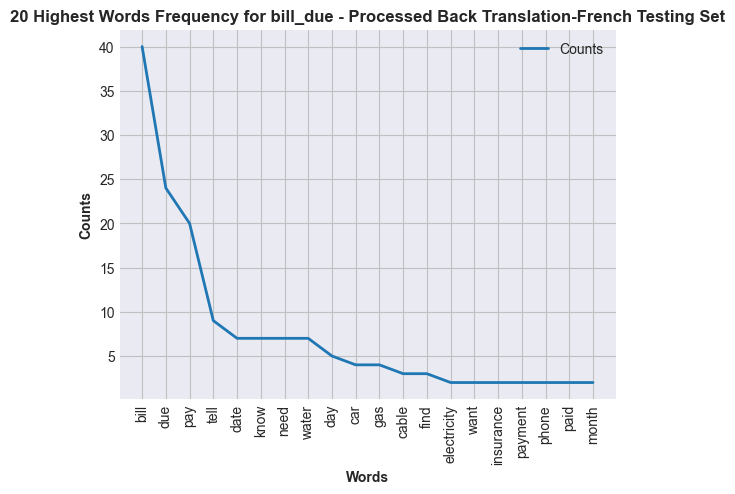 20 Highest Words Frequency for bill_due - Processed Back Translation-French Testing Set
Counts
40
35
30
25
20
15
10
5
Counts
bill
due
pay
tell
date
know
need
water
day
car
gas
cable
find
electricity
want
insurance
payment
phone
paid
month
Words